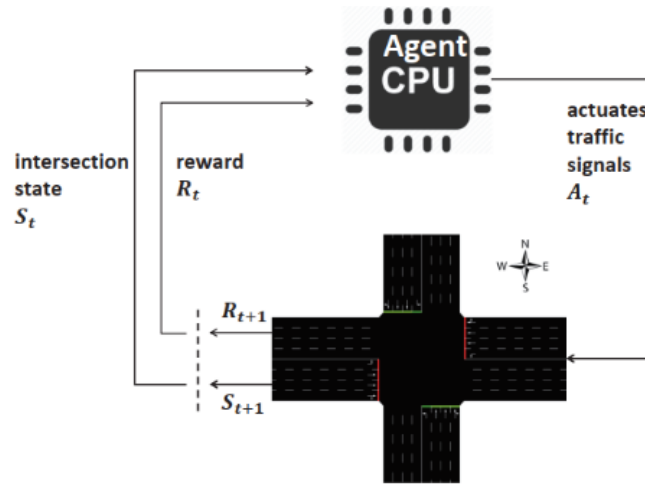 Agent
CPU
intersection
state
S_t
reward
R_t
actuates
traffic
signals
A_t
N
W E
S
R_{t+1}
S_{t+1}